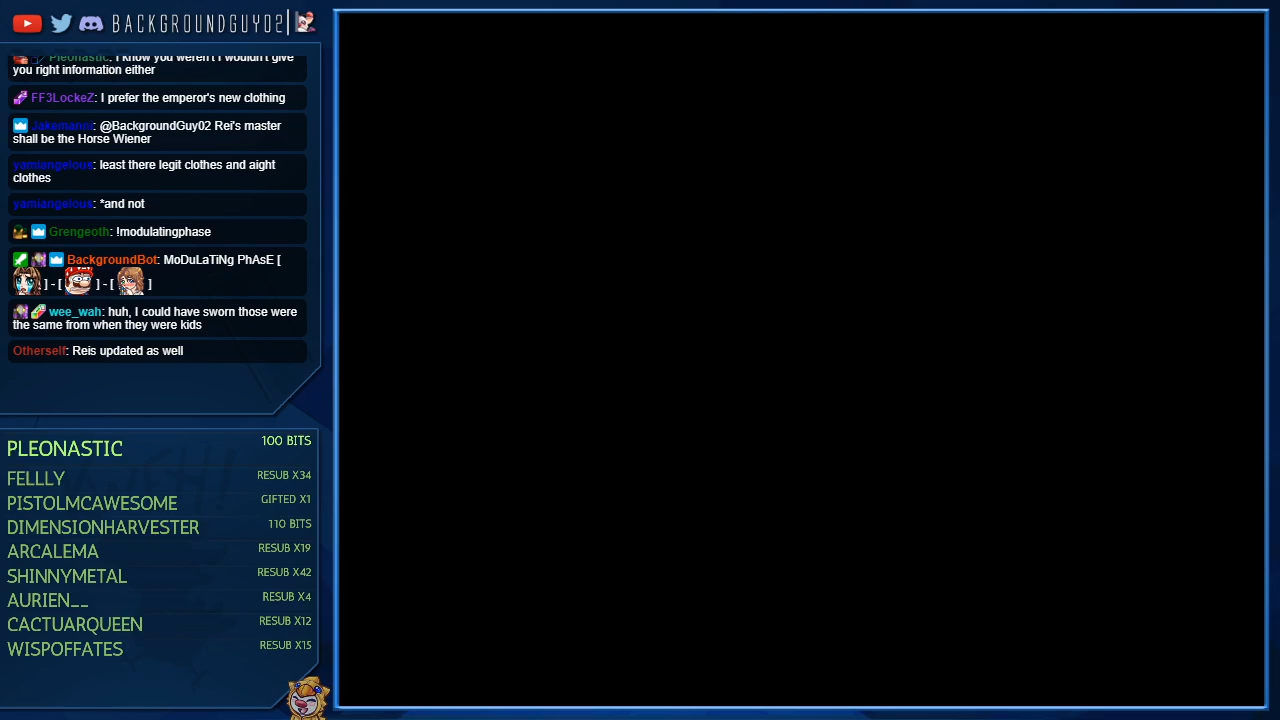 BACKGROUNDGUY02
Pleonastic: I know you weren't I wouldn't give
you right information either
FF3LockeZ: I prefer the emperor's new clothing
Jakemanni: @BackgroundGuy02 Rei's master
shall be the Horse Wiener
yamiangelous: least there legit clothes and aight
clothes
yamiangelous: *and not
Grengeoth: !modulatingphase
BackgroundBot: MoDuLaTiNg PhAsE [
] - [ ] - [ ]
wee_wah: huh, I could have sworn those were
the same from when they were kids
Otherself: Reis updated as well
PLEONASTIC 100 BITS
FELLLY RESUB X34
PISTOLMCAWESOME GIFTED X1
DIMENSIONHARVESTER 110 BITS
ARCALEMA RESUB X19
SHINNYMETAL RESUB X42
AURIEN__ RESUB X4
CACTUARQUEEN RESUB X12
WISPOFFATES RESUB X15